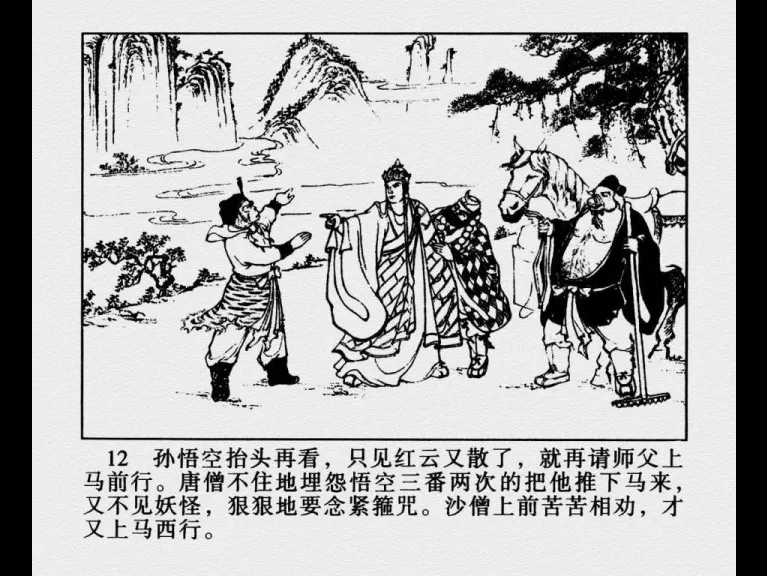 12 孙悟空抬头再看，只见红云又散了，就再请师父上
马前行。唐僧不住地埋怨悟空三番两次的把他推下马来，
又不见妖怪，狠狠地要念紧箍咒。沙僧上前苦苦相劝，才
又上马西行。